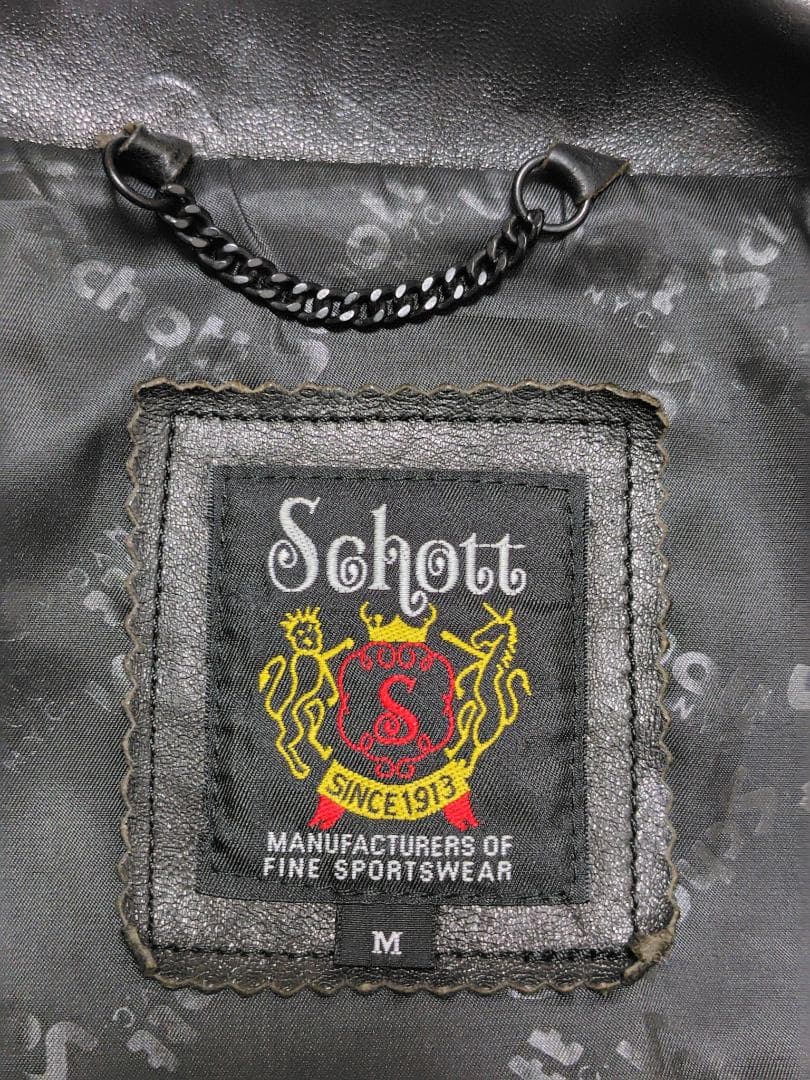 Schott
S
SINCE 1913
MANUFACTURERS OF
FINE SPORTSWEAR
M